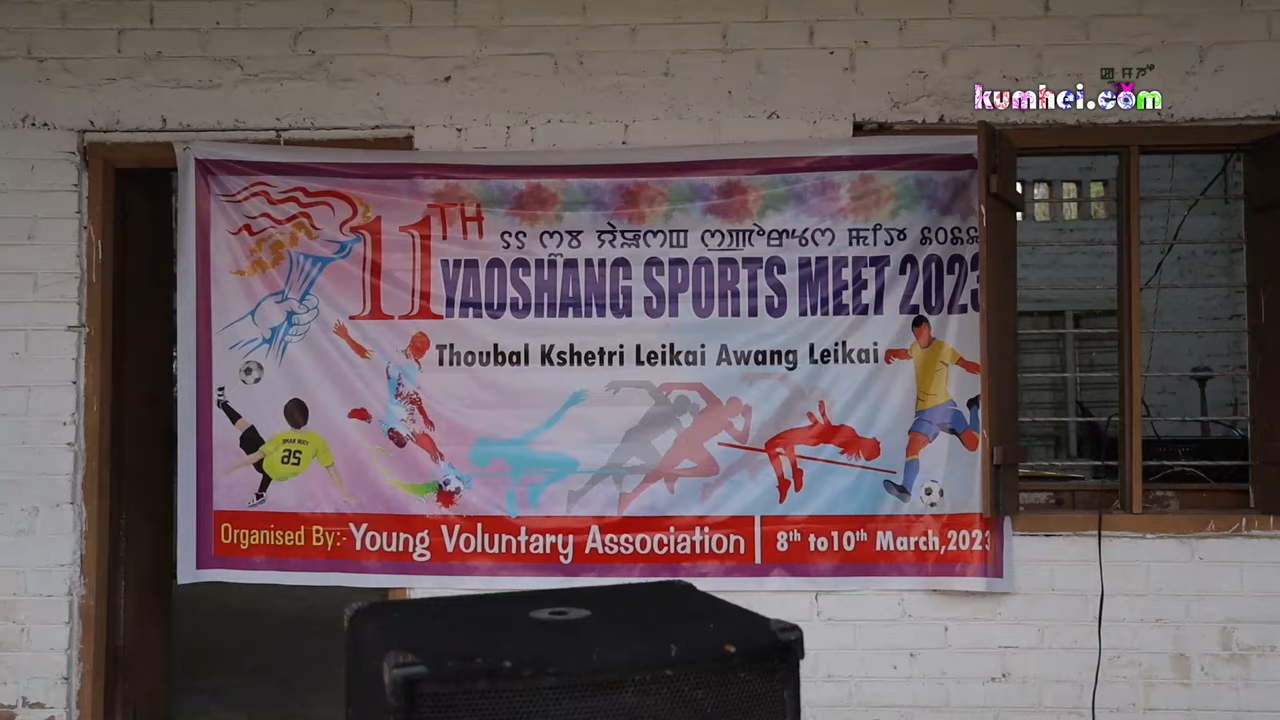 kumhei.com
11TH
YAOSHANG SPORTS MEET 2023
Thoubal Kshetri Leikai Awang Leikai
Organised By:- Young Voluntary Association | 8th to10th March,2023